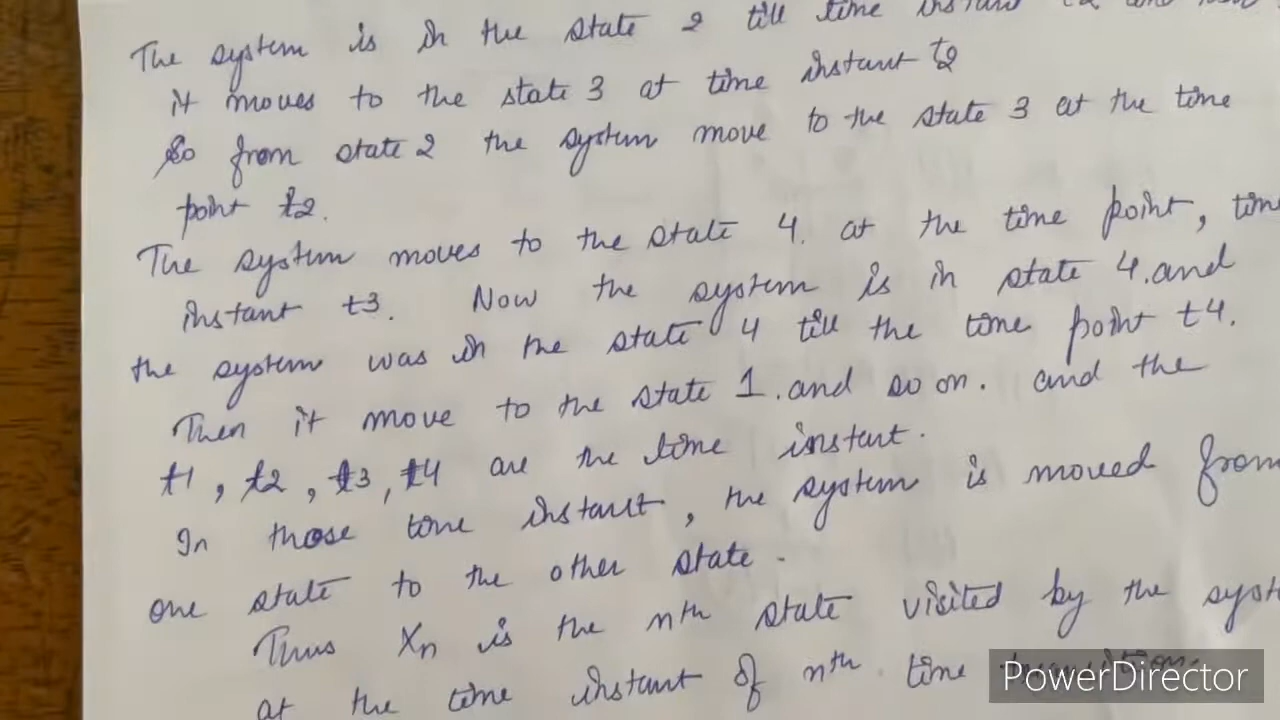 The system is in the state 2 till time instant t2 and
it moves to the state 3 at time instant t2
So from state 2 the system move to the state 3 at the time
point t2.
The system moves to the state 4. at the time point, time
instant t3. Now the system is in state 4.and
the system was in the state 4 till the time point t4.
Then it move to the state 1.and so on. and the
t1, t2, t3, t4 are the time instant.
In those time instant, the system is moved from
one state to the other state.
Thus Xn is the nth state visited by the syste
at the time instant of nth. time transition.
PowerDirector